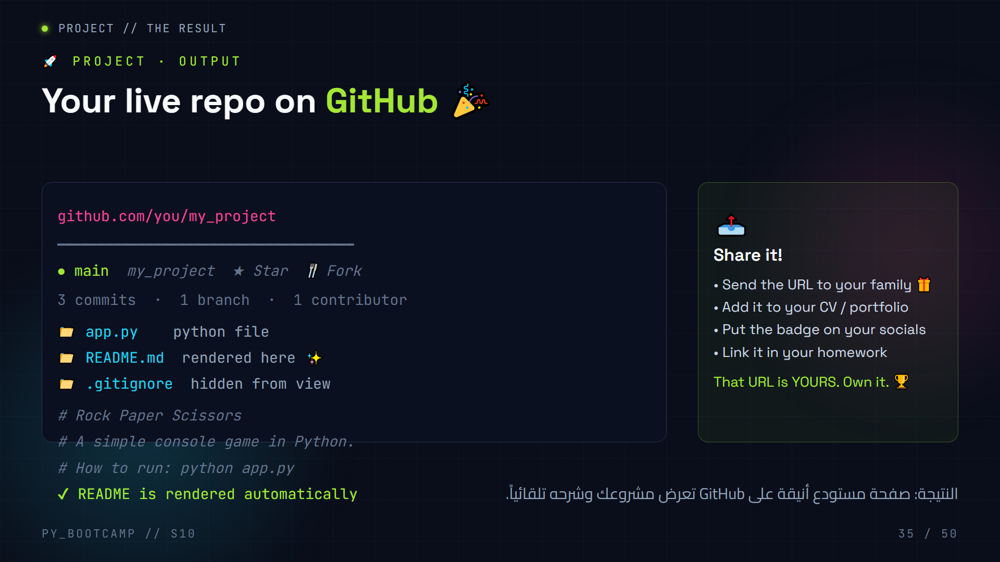 PROJECT // THE RESULT
🚀 PROJECT · OUTPUT
Your live repo on GitHub 🎉
github.com/you/my_project
● main my_project ★ Star 🍴 Fork
3 commits · 1 branch · 1 contributor
📁 app.py python file
📁 README.md rendered here ✨
📁 .gitignore hidden from view
# Rock Paper Scissors
# A simple console game in Python.
# How to run: python app.py
✓ README is rendered automatically
📤
Share it!
• Send the URL to your family 🎁
• Add it to your CV / portfolio
• Put the badge on your socials
• Link it in your homework
That URL is YOURS. Own it. 🏆
النتيجة: صفحة مستودع أنيقة على GitHub تعرض مشروعك وشرحه تلقائياً.
PY_BOOTCAMP // S10
35 / 50